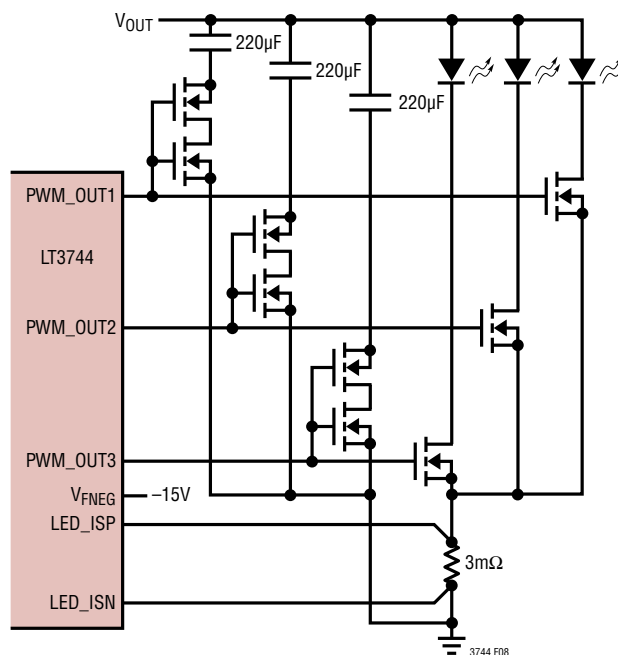 VOUT
220µF
220µF
220µF
PWM_OUT1
LT3744
PWM_OUT2
PWM_OUT3
VFNEG
–15V
LED_ISP
3mΩ
LED_ISN
3744 F08